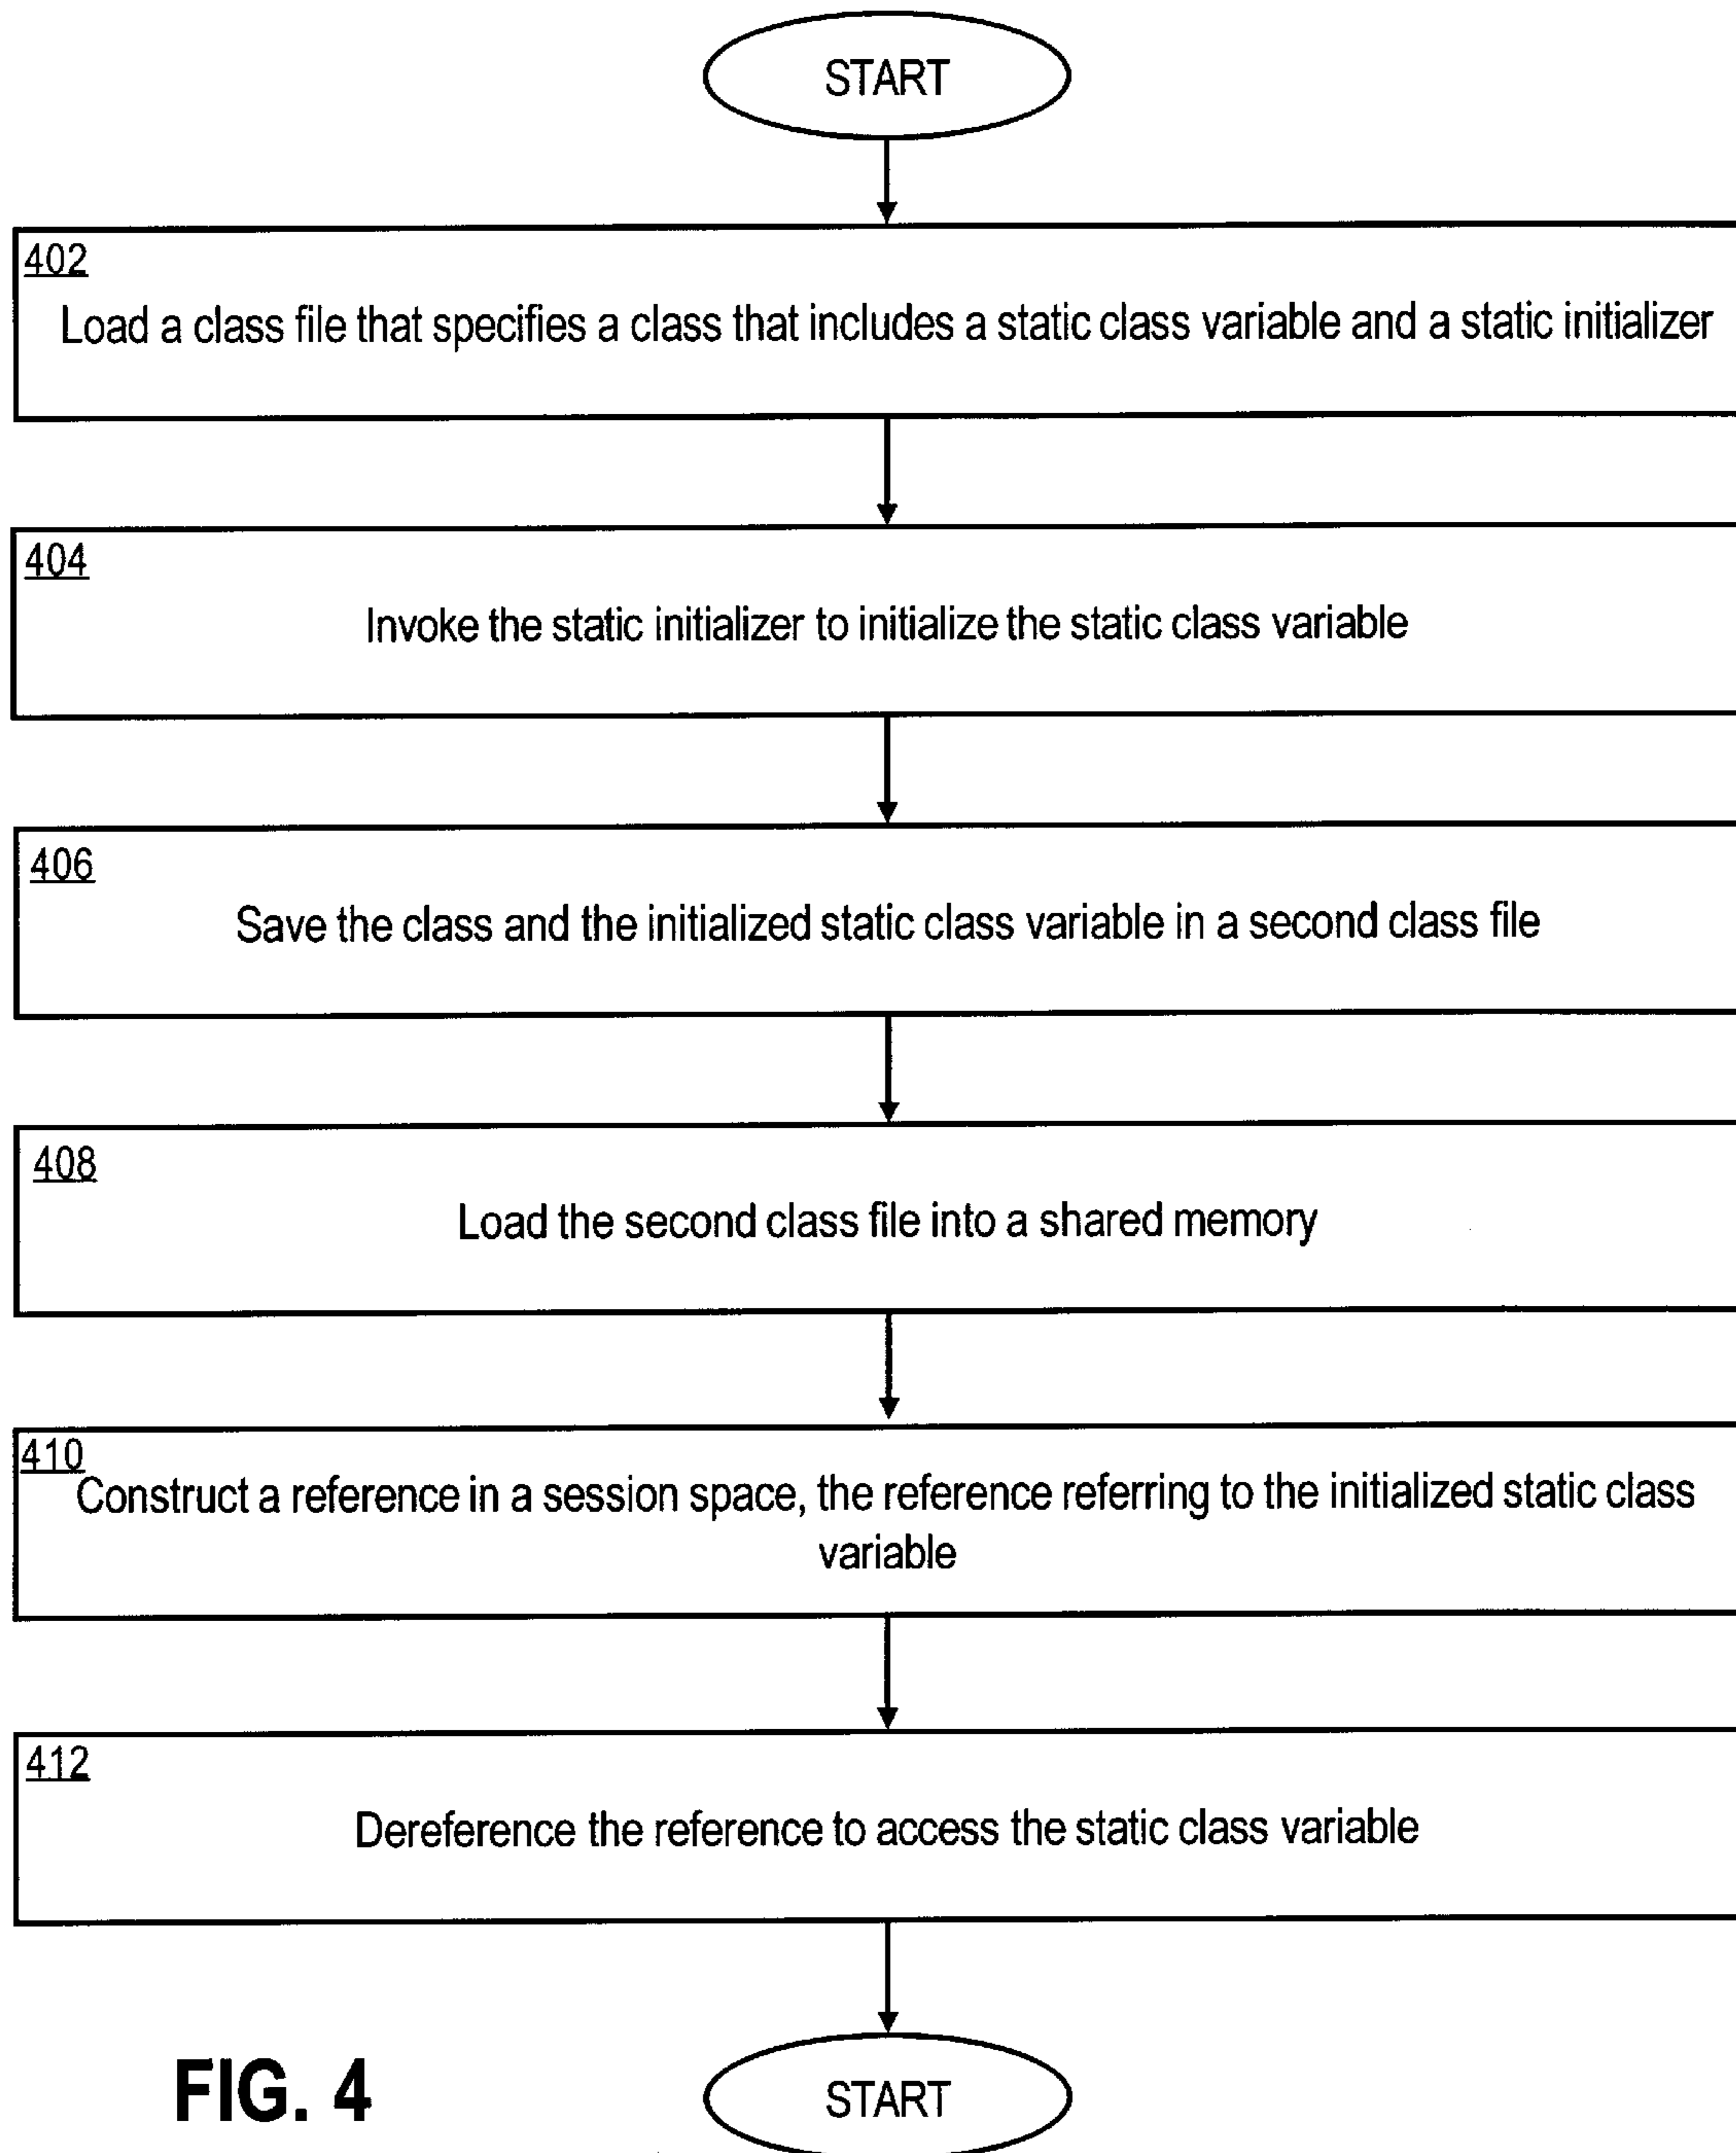 START
402
Load a class file that specifies a class that includes a static class variable and a static initializer
404
Invoke the static initializer to initialize the static class variable
406
Save the class and the initialized static class variable in a second class file
408
Load the second class file into a shared memory
410
Construct a reference in a session space, the reference referring to the initialized static class
variable
412
Dereference the reference to access the static class variable
START
FIG. 4